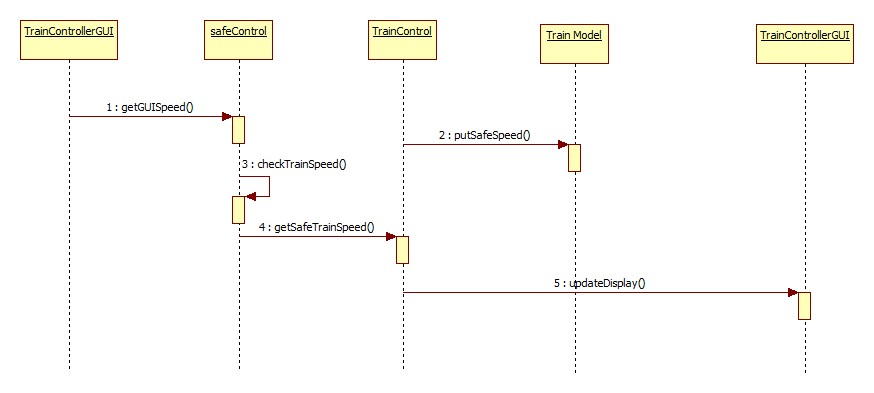 TrainControllerGUI
safeControl
TrainControl
Train Model
TrainControllerGUI
1 : getGUISpeed()
2 : putSafeSpeed()
3 : checkTrainSpeed()
4 : getSafeTrainSpeed()
5 : updateDisplay()